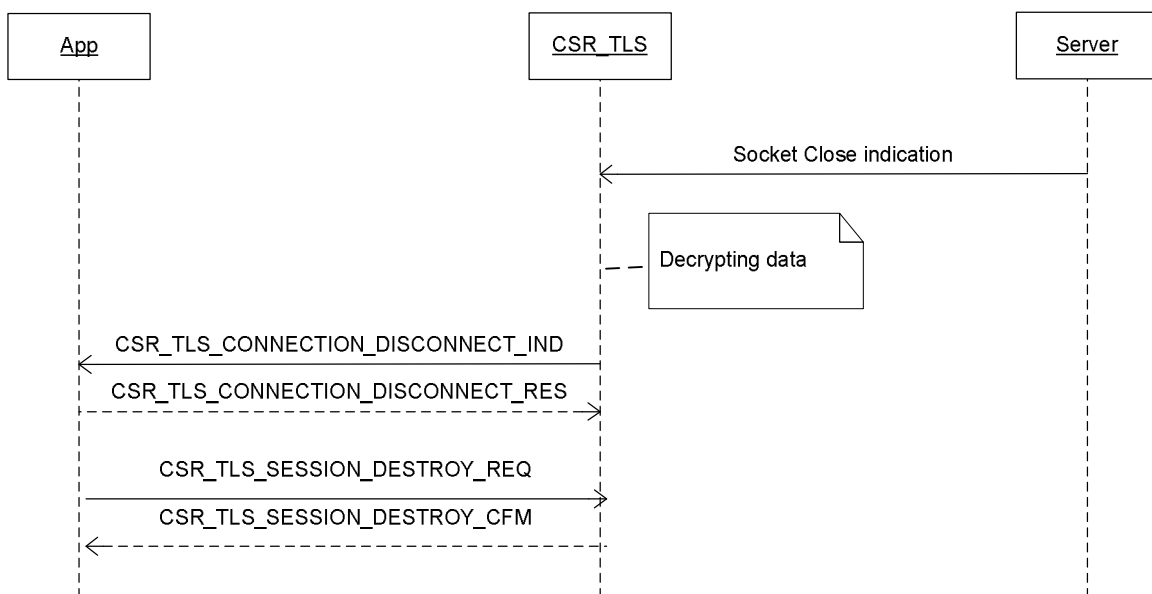 App
CSR_TLS
Server
Socket Close indication
Decrypting data
CSR_TLS_CONNECTION_DISCONNECT_IND
CSR_TLS_CONNECTION_DISCONNECT_RES
CSR_TLS_SESSION_DESTROY_REQ
CSR_TLS_SESSION_DESTROY_CFM